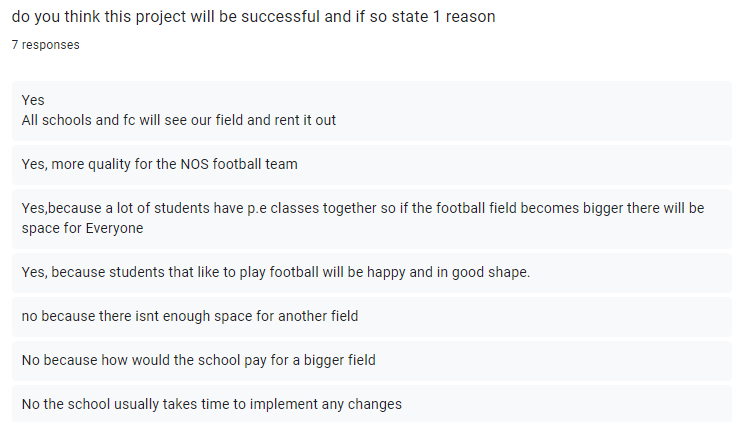 do you think this project will be successful and if so state 1 reason
7 responses
Yes
All schools and fc will see our field and rent it out
Yes, more quality for the NOS football team
Yes,because a lot of students have p.e classes together so if the football field becomes bigger there will be
space for Everyone
Yes, because students that like to play football will be happy and in good shape.
no because there isnt enough space for another field
No because how would the school pay for a bigger field
No the school usually takes time to implement any changes